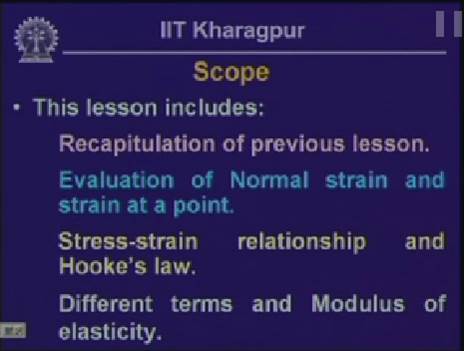 IIT Kharagpur
Scope
• This lesson includes:
Recapitulation of previous lesson.
Evaluation of Normal strain and
strain at a point.
Stress-strain relationship and
Hooke's law.
Different terms and Modulus of
elasticity.